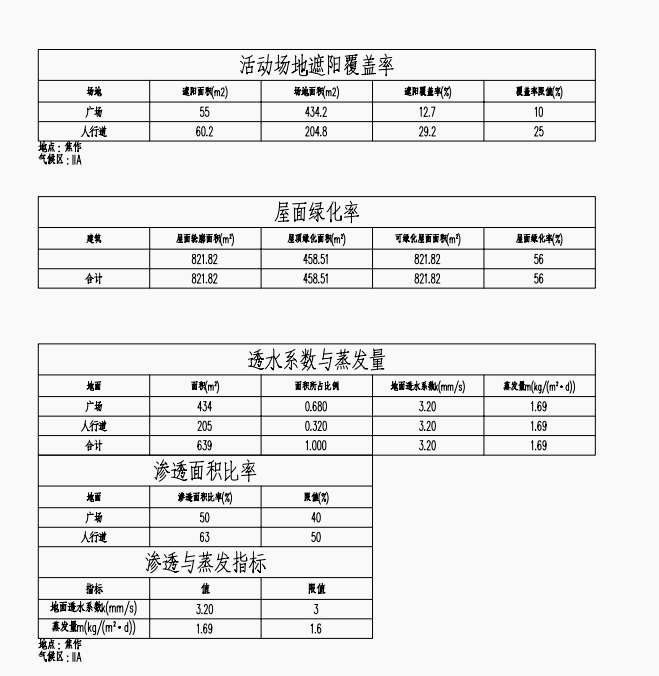 活动场地遮阳覆盖率
场地 遮阳面积(m2) 场地面积(m2) 遮阳覆盖率(%) 覆盖率限值(%)
广场 55 434.2 12.7 10
人行道 60.2 204.8 29.2 25
地点：焦作
气候区：IIA
屋面绿化率
建筑 屋面轮廓面积(m²) 屋顶绿化面积(m²) 可绿化屋面面积(m²) 屋面绿化率(%)
821.82 458.51 821.82 56
合计 821.82 458.51 821.82 56
透水系数与蒸发量
地面 面积(m²) 面积所占比例 地面透水系数k(mm/s) 蒸发量m(kg/(m²·d))
广场 434 0.680 3.20 1.69
人行道 205 0.320 3.20 1.69
合计 639 1.000 3.20 1.69
渗透面积比率
地面 渗透面积比率(%) 限值(%)
广场 50 40
人行道 63 50
渗透与蒸发指标
指标 值 限值
地面透水系数k(mm/s) 3.20 3
蒸发量m(kg/(m²·d)) 1.69 1.6
地点：焦作
气候区：IIA